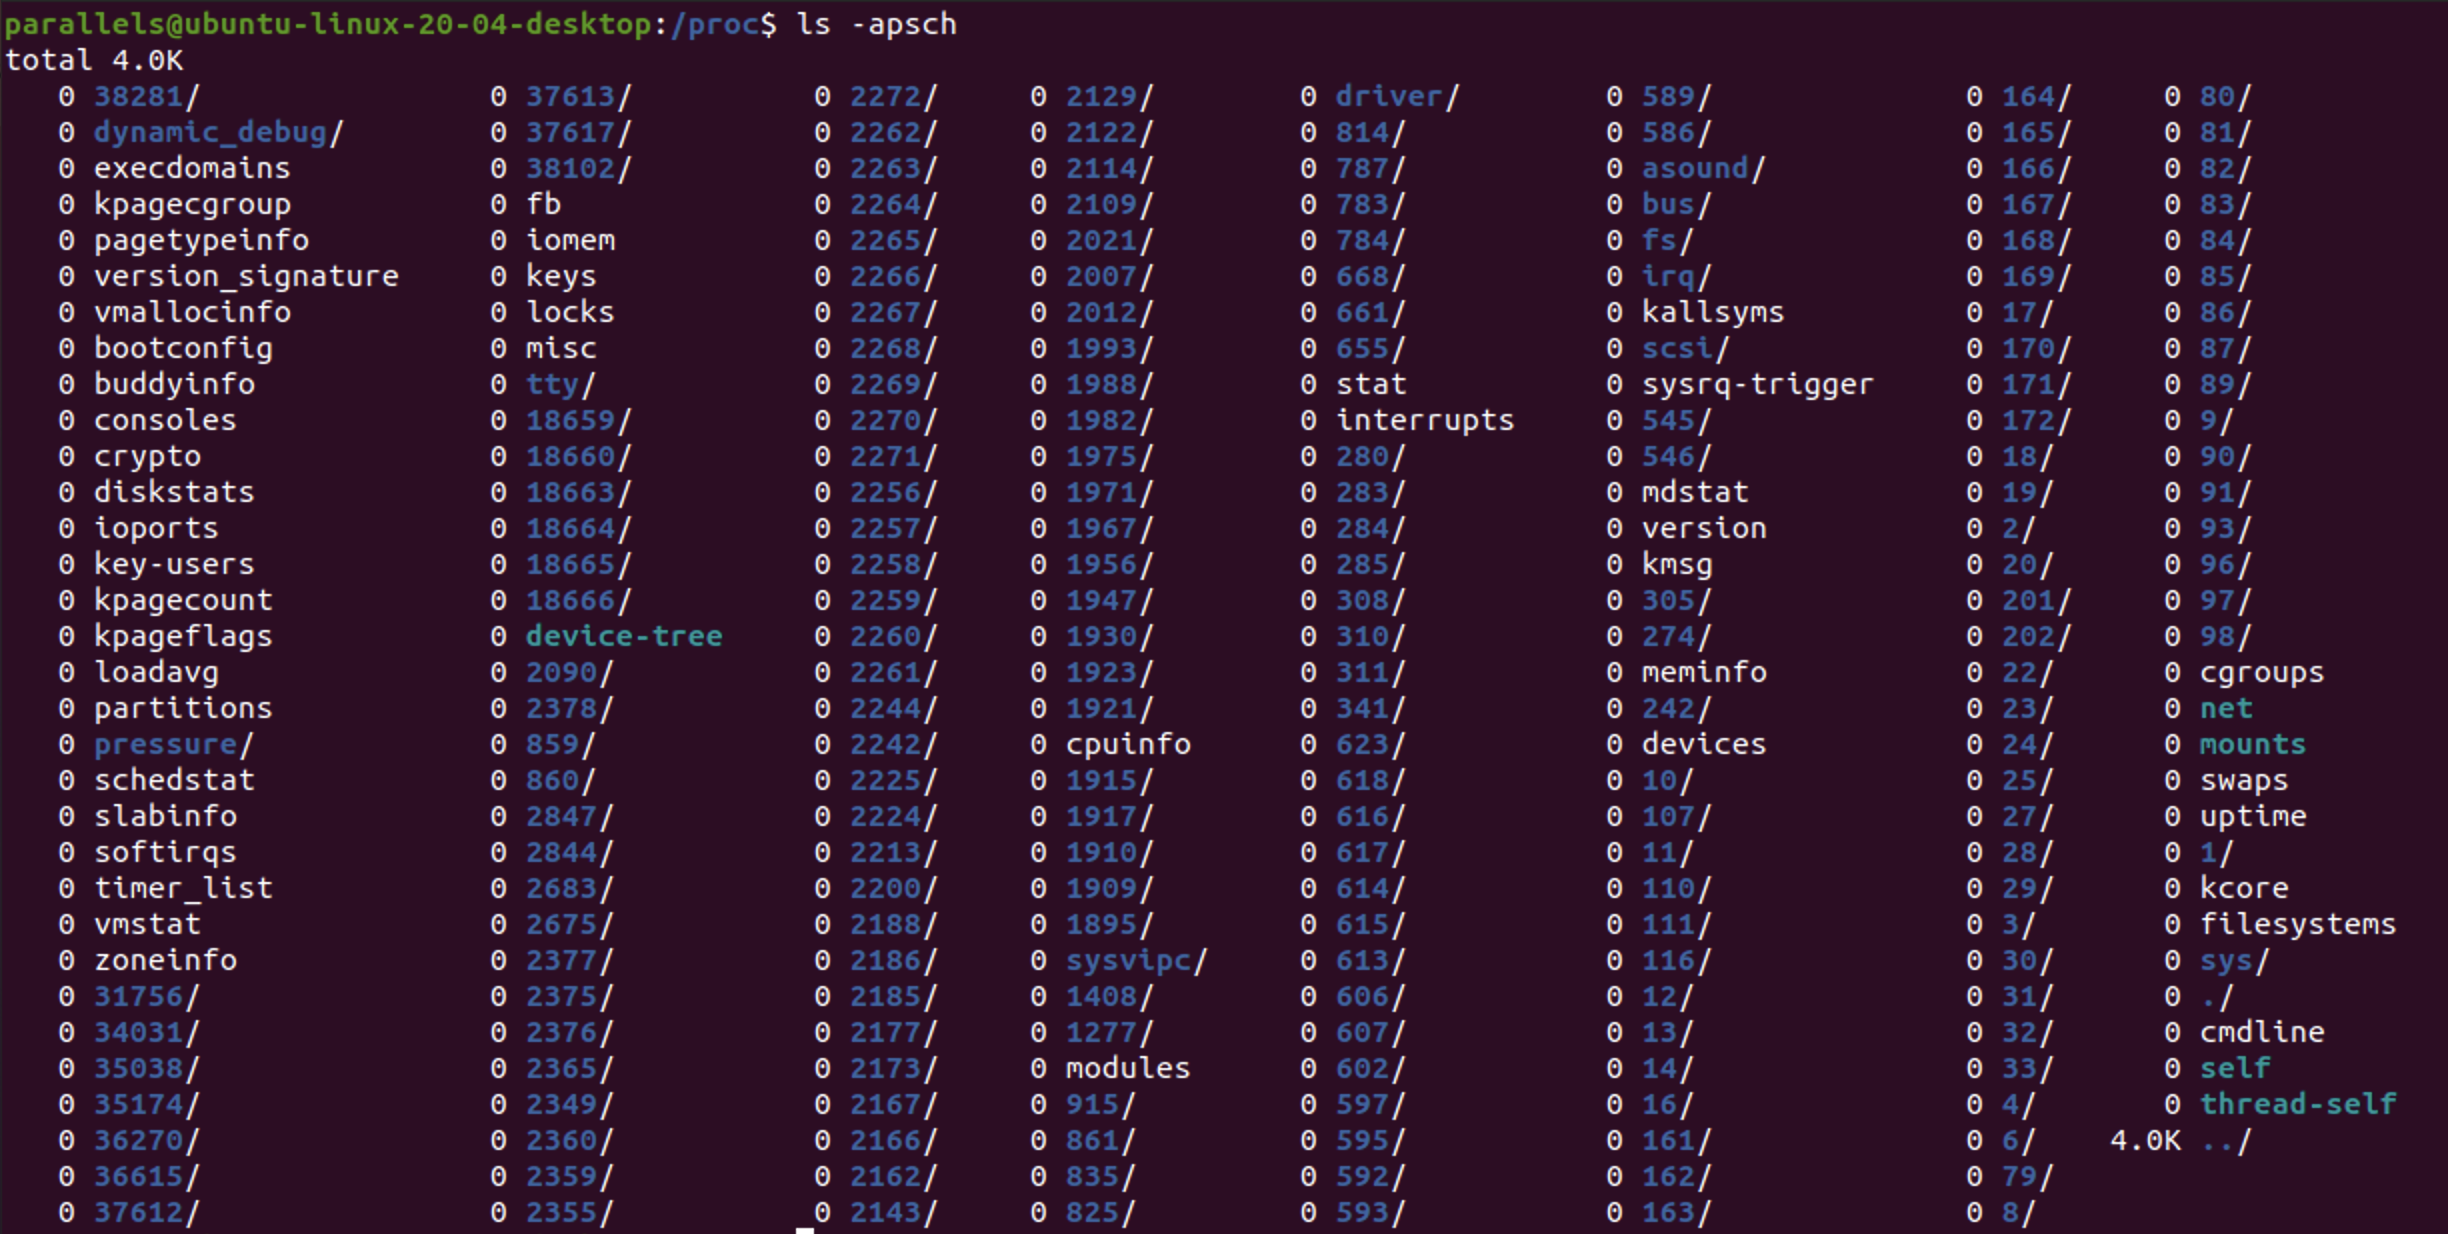 parallels@ubuntu-linux-20-04-desktop:/proc$ ls -apsch
total 4.0K
0 38281/ 0 37613/ 0 2272/ 0 2129/ 0 driver/ 0 589/ 0 164/ 0 80/
0 dynamic_debug/ 0 37617/ 0 2262/ 0 2122/ 0 814/ 0 586/ 0 165/ 0 81/
0 execdomains 0 38102/ 0 2263/ 0 2114/ 0 787/ 0 asound/ 0 166/ 0 82/
0 kpagecgroup 0 fb 0 2264/ 0 2109/ 0 783/ 0 bus/ 0 167/ 0 83/
0 pagetypeinfo 0 iomem 0 2265/ 0 2021/ 0 784/ 0 fs/ 0 168/ 0 84/
0 version_signature 0 keys 0 2266/ 0 2007/ 0 668/ 0 irq/ 0 169/ 0 85/
0 vmallocinfo 0 locks 0 2267/ 0 2012/ 0 661/ 0 kallsyms 0 17/ 0 86/
0 bootconfig 0 misc 0 2268/ 0 1993/ 0 655/ 0 scsi/ 0 170/ 0 87/
0 buddyinfo 0 tty/ 0 2269/ 0 1988/ 0 stat 0 sysrq-trigger 0 171/ 0 89/
0 consoles 0 18659/ 0 2270/ 0 1982/ 0 interrupts 0 545/ 0 172/ 0 9/
0 crypto 0 18660/ 0 2271/ 0 1975/ 0 280/ 0 546/ 0 18/ 0 90/
0 diskstats 0 18663/ 0 2256/ 0 1971/ 0 283/ 0 mdstat 0 19/ 0 91/
0 ioports 0 18664/ 0 2257/ 0 1967/ 0 284/ 0 version 0 2/ 0 93/
0 key-users 0 18665/ 0 2258/ 0 1956/ 0 285/ 0 kmsg 0 20/ 0 96/
0 kpagecount 0 18666/ 0 2259/ 0 1947/ 0 308/ 0 305/ 0 201/ 0 97/
0 kpageflags 0 device-tree 0 2260/ 0 1930/ 0 310/ 0 274/ 0 202/ 0 98/
0 loadavg 0 2090/ 0 2261/ 0 1923/ 0 311/ 0 meminfo 0 22/ 0 cgroups
0 partitions 0 2378/ 0 2244/ 0 1921/ 0 341/ 0 242/ 0 23/ 0 net
0 pressure/ 0 859/ 0 2242/ 0 cpuinfo 0 623/ 0 devices 0 24/ 0 mounts
0 schedstat 0 860/ 0 2225/ 0 1915/ 0 618/ 0 10/ 0 25/ 0 swaps
0 slabinfo 0 2847/ 0 2224/ 0 1917/ 0 616/ 0 107/ 0 27/ 0 uptime
0 softirqs 0 2844/ 0 2213/ 0 1910/ 0 617/ 0 11/ 0 28/ 0 1/
0 timer_list 0 2683/ 0 2200/ 0 1909/ 0 614/ 0 110/ 0 29/ 0 kcore
0 vmstat 0 2675/ 0 2188/ 0 1895/ 0 615/ 0 111/ 0 3/ 0 filesystems
0 zoneinfo 0 2377/ 0 2186/ 0 sysvipc/ 0 613/ 0 116/ 0 30/ 0 sys/
0 31756/ 0 2375/ 0 2185/ 0 1408/ 0 606/ 0 12/ 0 31/ 0 ./
0 34031/ 0 2376/ 0 2177/ 0 1277/ 0 607/ 0 13/ 0 32/ 0 cmdline
0 35038/ 0 2365/ 0 2173/ 0 modules 0 602/ 0 14/ 0 33/ 0 self
0 35174/ 0 2349/ 0 2167/ 0 915/ 0 597/ 0 16/ 0 4/ 0 thread-self
0 36270/ 0 2360/ 0 2166/ 0 861/ 0 595/ 0 161/ 0 6/ 4.0K ../
0 36615/ 0 2359/ 0 2162/ 0 835/ 0 592/ 0 162/ 0 79/
0 37612/ 0 2355/ 0 2143/ 0 825/ 0 593/ 0 163/ 0 8/